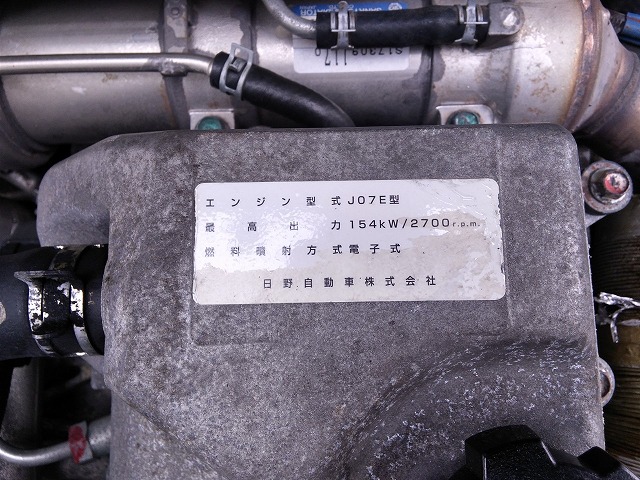 S173091170
エンジン型式J07E型
最高出力154kW/2700r.p.m.
燃料噴射方式電子式
日野自動車株式会社